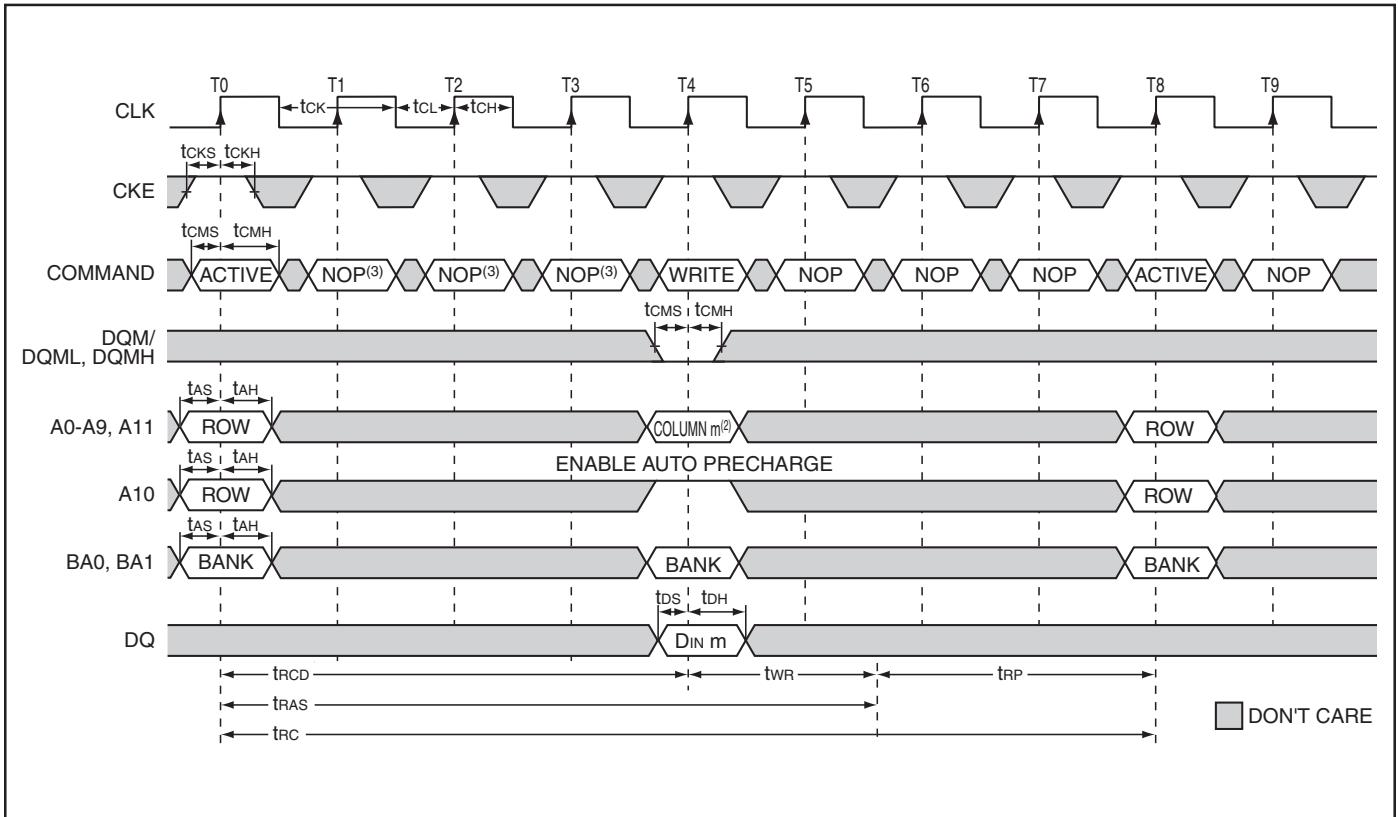 T0 T1 T2 T3 T4 T5 T6 T7 T8 T9
CLK
tCK tCL tCH
tCKS tCKH
CKE
tCMS tCMH
COMMAND ACTIVE NOP(3) NOP(3) NOP(3) WRITE NOP NOP NOP ACTIVE NOP
tCMS tCMH
DQM/
DQML, DQMH
tAS tAH
A0-A9, A11 ROW COLUMN m(2) ROW
ENABLE AUTO PRECHARGE
tAS tAH
A10 ROW ROW
tAS tAH
BA0, BA1 BANK BANK BANK
tDS tDH
DQ DIN m
tRCD tWR tRP
tRAS
DON'T CARE
tRC